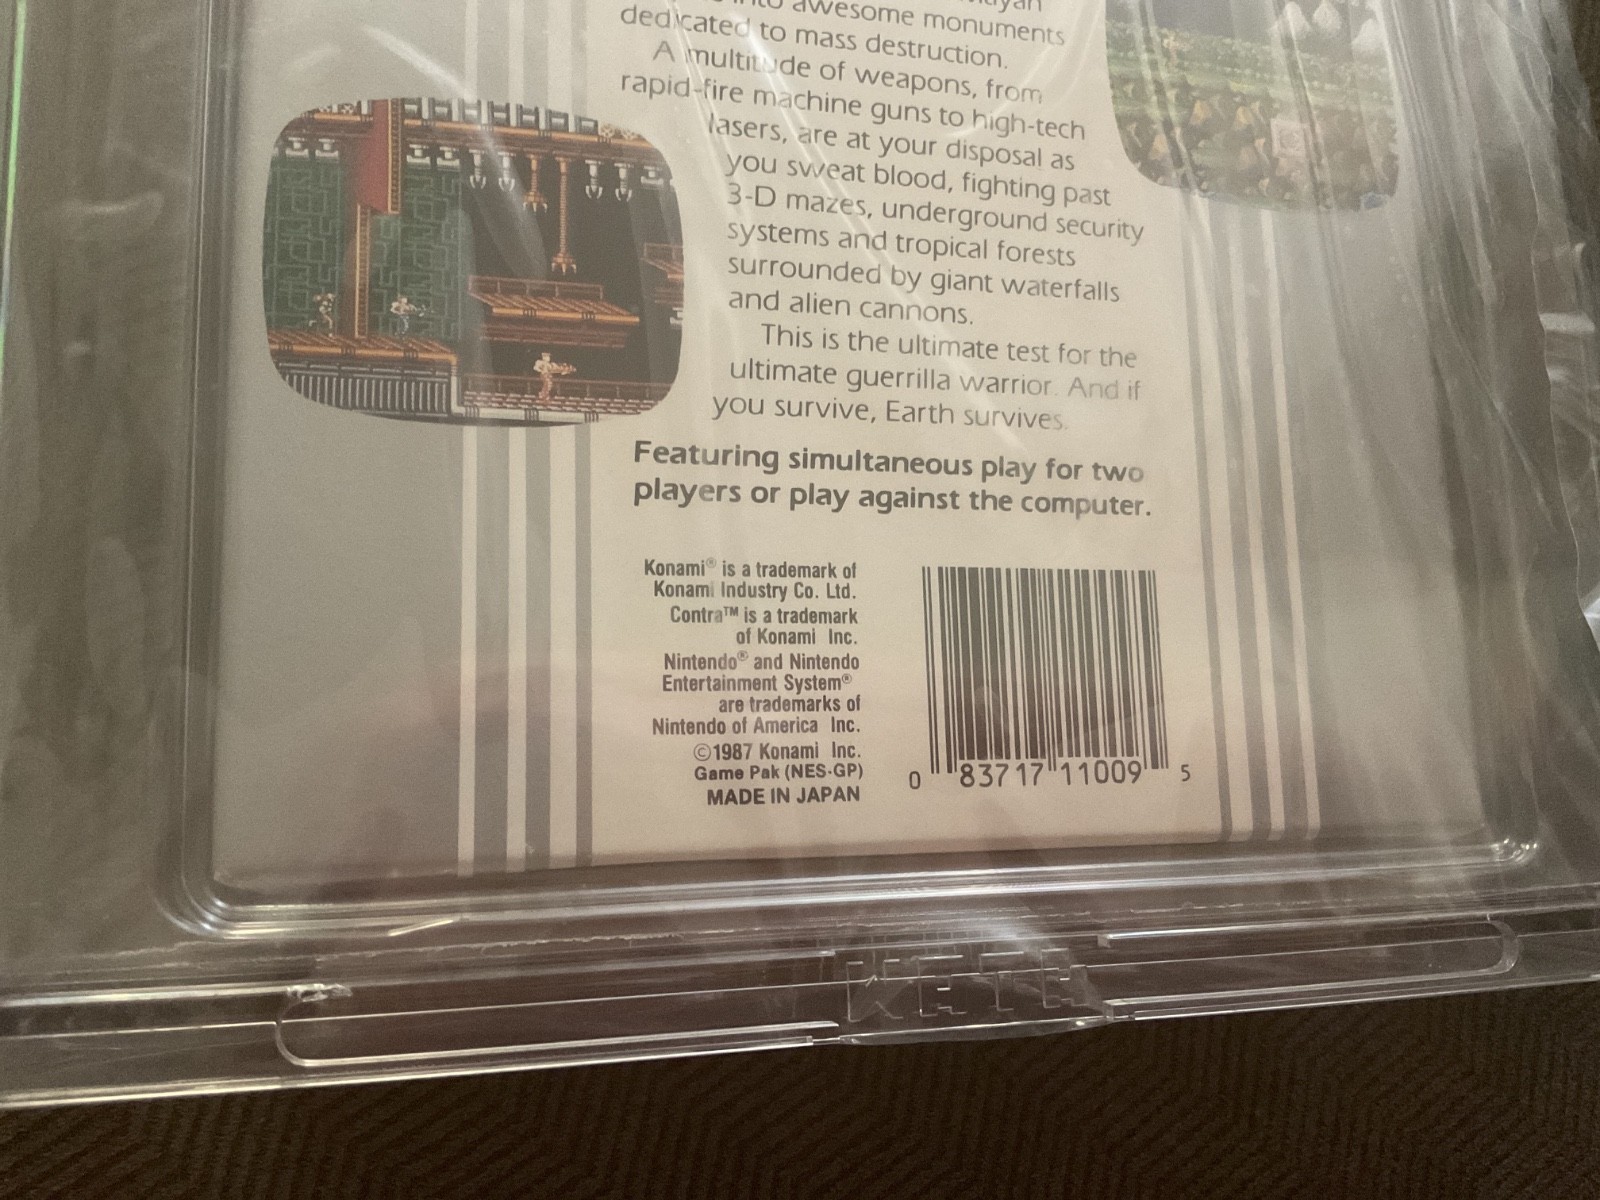 awesome monuments
dedicated to mass destruction.
A multitude of weapons, from
rapid-fire machine guns to high-tech
lasers, are at your disposal as
you sweat blood, fighting past
3-D mazes, underground security
systems and tropical forests
surrounded by giant waterfalls
and alien cannons.
This is the ultimate test for the
ultimate guerrilla warrior. And if
you survive, Earth survives.
Featuring simultaneous play for two
players or play against the computer.
Konami® is a trademark of
Konami Industry Co. Ltd.
Contra™ is a trademark
of Konami Inc.
Nintendo® and Nintendo
Entertainment System®
are trademarks of
Nintendo of America Inc.
©1987 Konami Inc.
Game Pak (NES-GP)
MADE IN JAPAN
0 83717 11009 5